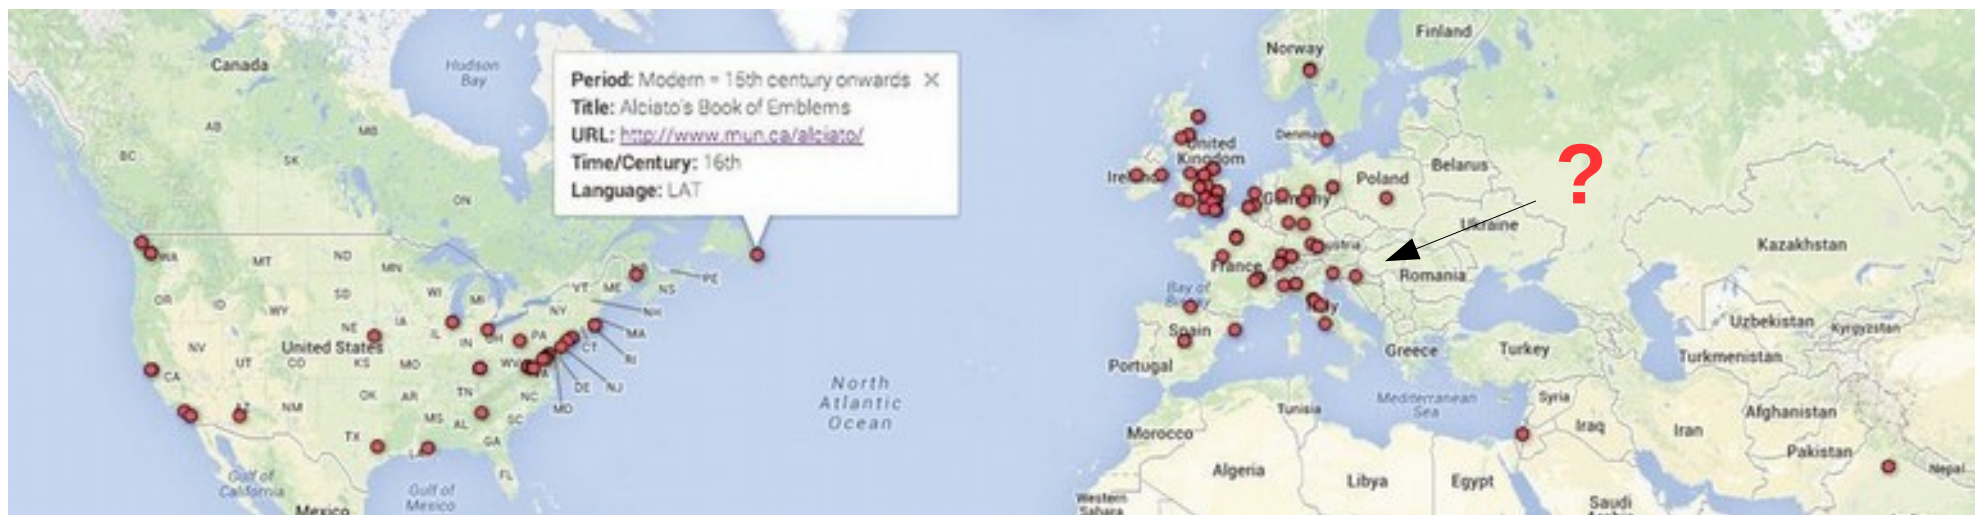 Period: Modern = 15th century onwards
Title: Alciato's Book of Emblems
URL: http://www.mun.ca/alciato/
Time/Century: 16th
Language: LAT
?
Canada
Hudson
Bay
AB
MB
BC
SK
ON
WA
MT
ND
MN
OR
ID
WY
SD
WI
MI
VT
ME
NS
PE
NY
NH
NE
IA
IL
IN
OH
PA
MA
CT
RI
United States
NV
UT
CO
KS
MO
WV
VA
DE
NJ
MD
CA
OK
AR
TN
NC
AZ
NM
MS
AL
SC
GA
TX
LA
FL
Gulf of
California
Gulf of
Mexico
Mexico
North
Atlantic
Ocean
Norway
Finland
Denmark
United
Kingdom
Ireland
Belarus
Poland
Germany
Ukraine
Austria
France
Romania
Kazakhstan
Bay of
Biscay
Italy
Spain
Portugal
Greece
Turkey
Uzbekistan
Kyrgyzstan
Turkmenistan
Mediterranean
Sea
Tunisia
Syria
Iraq
Iran
Afghanistan
Pakistan
Nepal
Morocco
Algeria
Libya
Egypt
Western
Sahara
Saudi